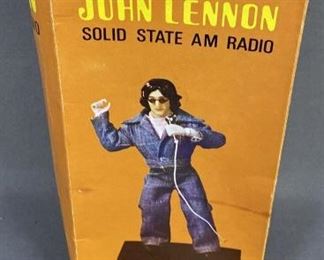 JOHN LENNON
SOLID STATE AM RADIO